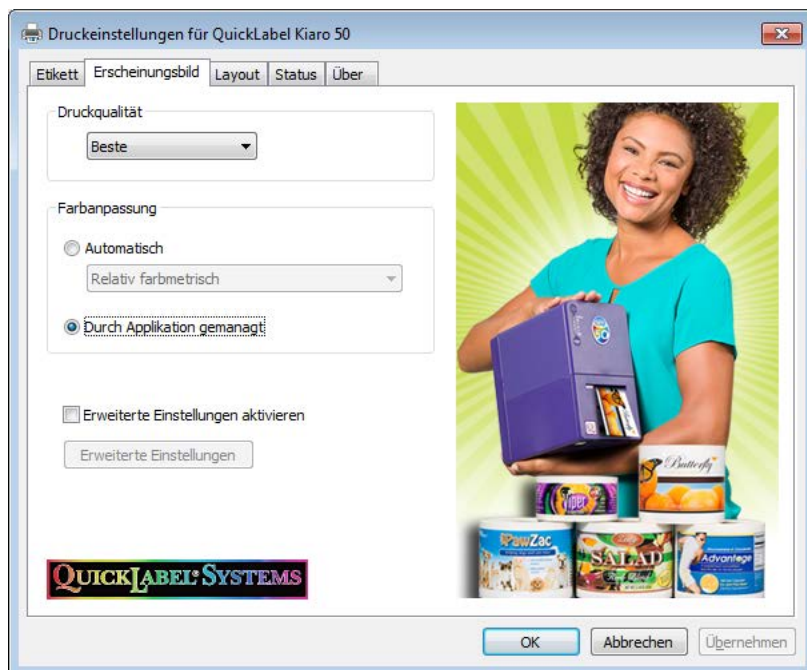 Druckeinstellungen für QuickLabel Kiaro 50
Etikett
Erscheinungsbild
Layout
Status
Über
Druckqualität
Beste
Farbanpassung
Automatisch
Relativ farbmetrisch
Durch Applikation gemanagt
Erweiterte Einstellungen aktivieren
Erweiterte Einstellungen
QUICKLABEL® SYSTEMS
Butterfly
Viper
PawZac
SALAD
Advantage
OK
Abbrechen
Übernehmen